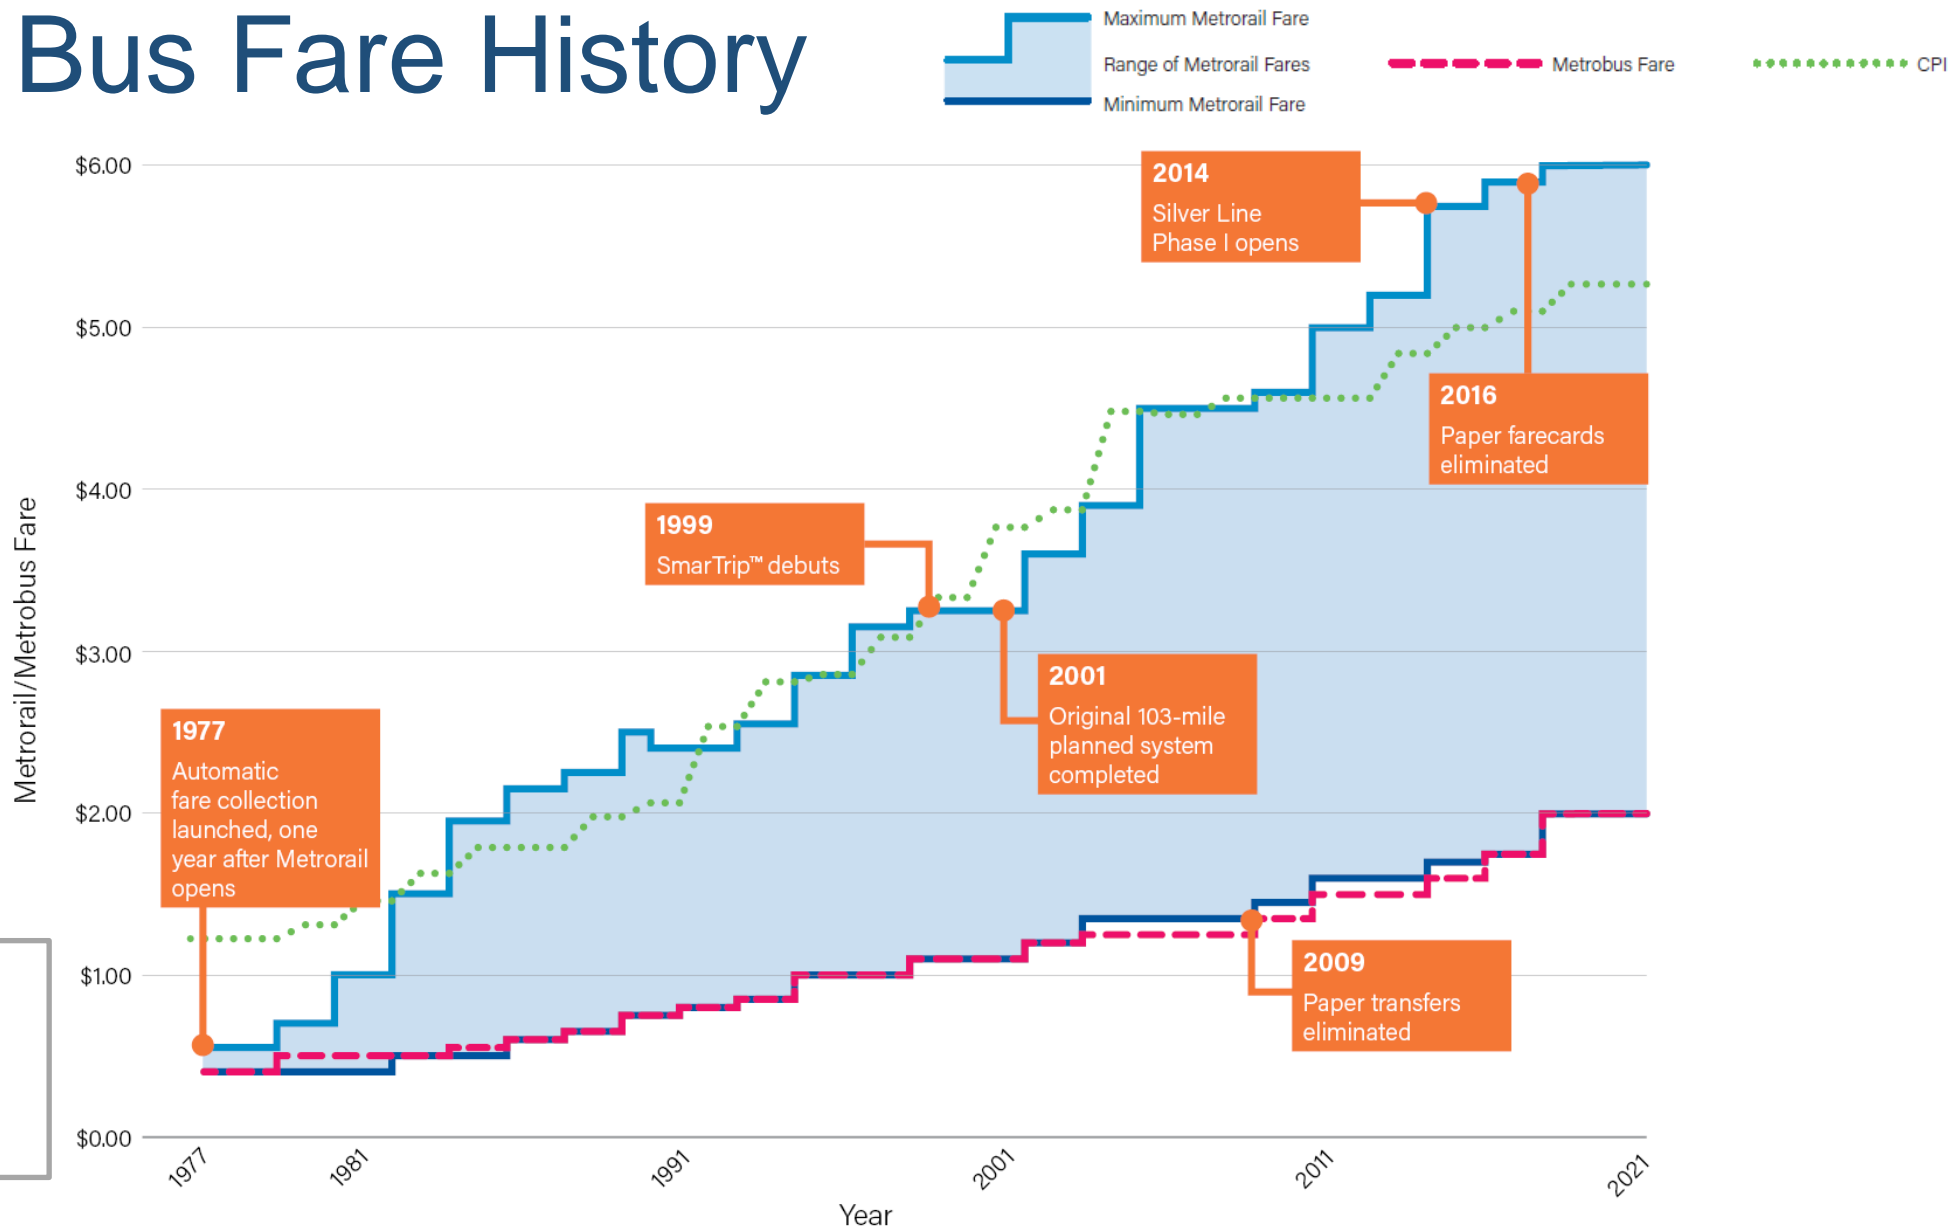 Bus Fare History
Maximum Metrorail Fare
Range of Metrorail Fares
Minimum Metrorail Fare
Metrobus Fare
CPI
Metrorail/Metrobus Fare
$6.00
$5.00
$4.00
$3.00
$2.00
$1.00
$0.00
1977
Automatic
fare collection
launched, one
year after Metrorail
opens
1999
SmarTrip™ debuts
2001
Original 103-mile
planned system
completed
2009
Paper transfers
eliminated
2014
Silver Line
Phase I opens
2016
Paper farecards
eliminated
1977
1981
1991
2001
2011
2021
Year